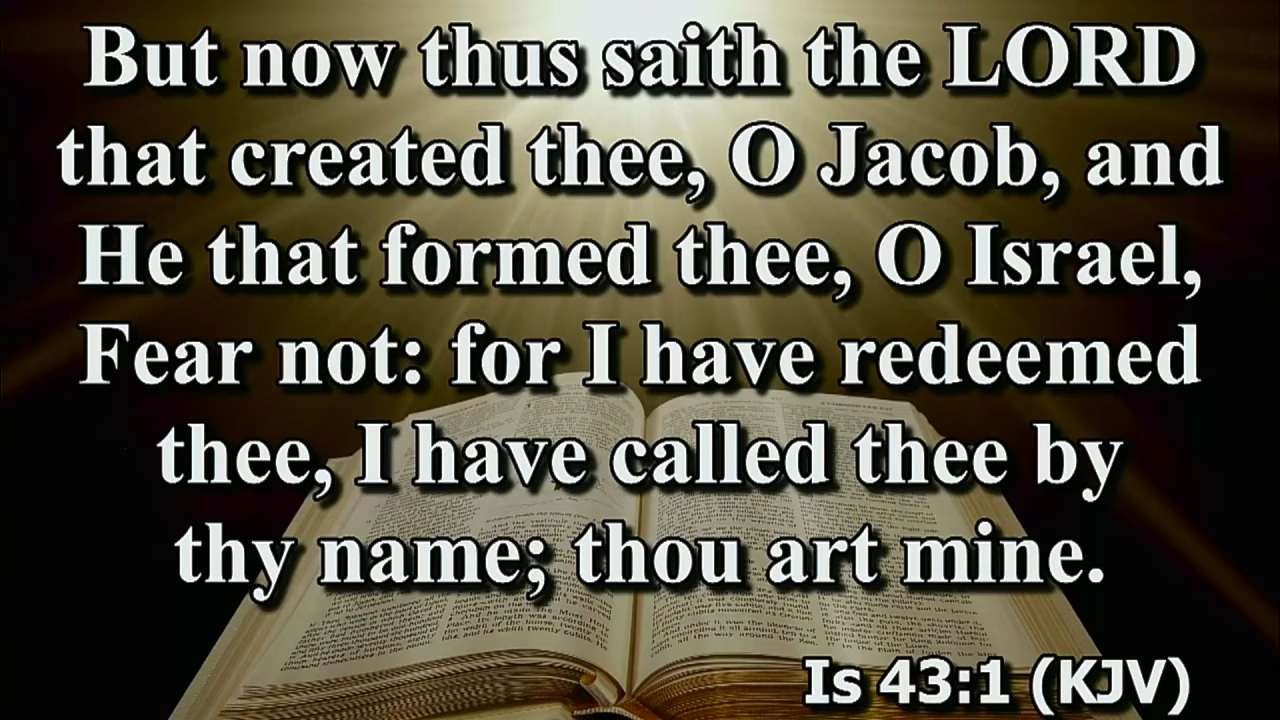 But now thus saith the LORD
that created thee, O Jacob, and
He that formed thee, O Israel,
Fear not: for I have redeemed
thee, I have called thee by
thy name; thou art mine.
Is 43:1 (KJV)